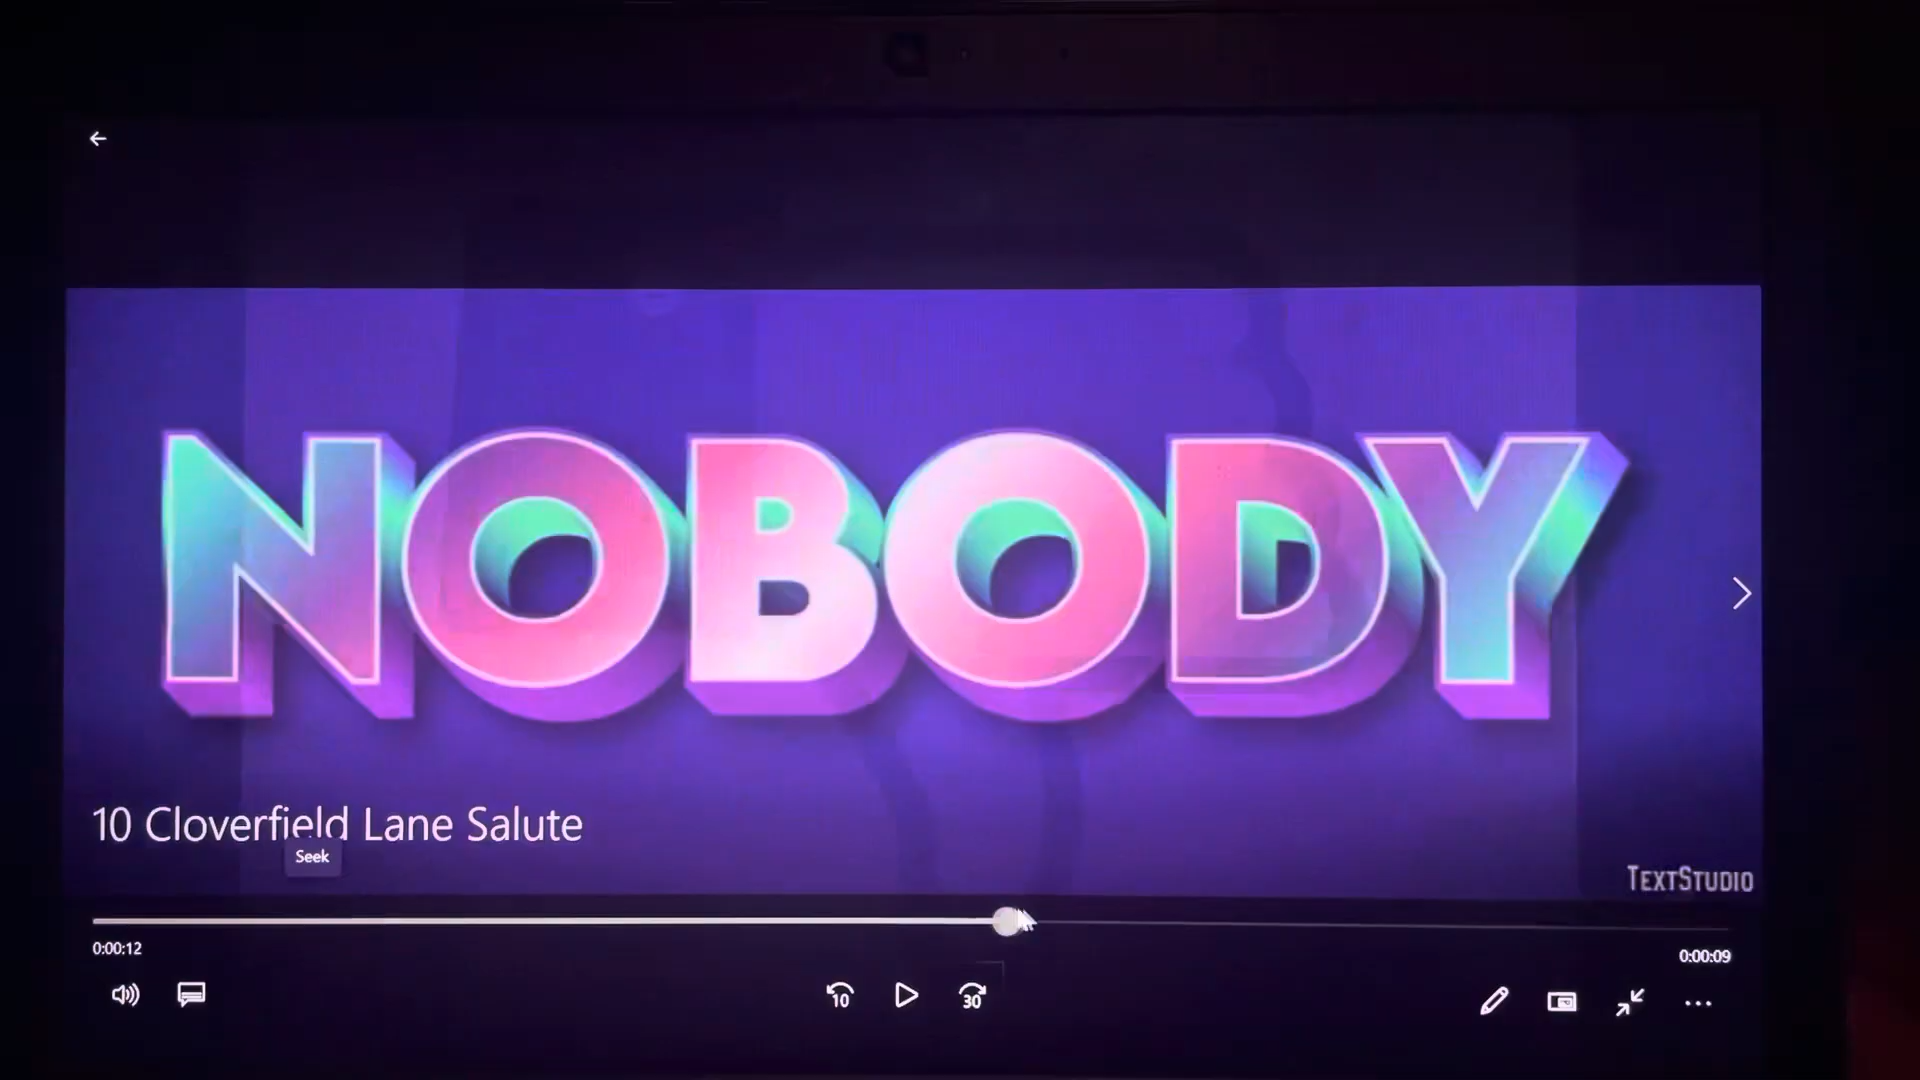 NOBODY
10 Cloverfield Lane Salute
Seek
TEXTSTUDIO
0:00:12
0:00:09
10
30